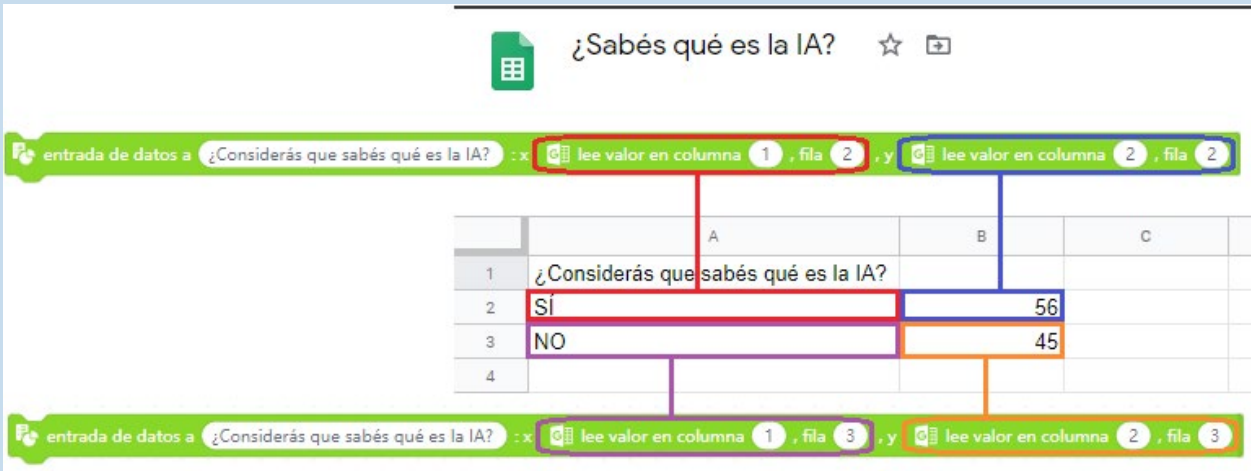 ¿Sabés qué es la IA?
entrada de datos a ¿Considerás que sabés qué es la IA? : x lee valor en columna 1 , fila 2 , y lee valor en columna 2 , fila 2
A B C
1 ¿Considerás que sabés qué es la IA?
2 SÍ 56
3 NO 45
4
entrada de datos a ¿Considerás que sabés qué es la IA? : x lee valor en columna 1 , fila 3 , y lee valor en columna 2 , fila 3